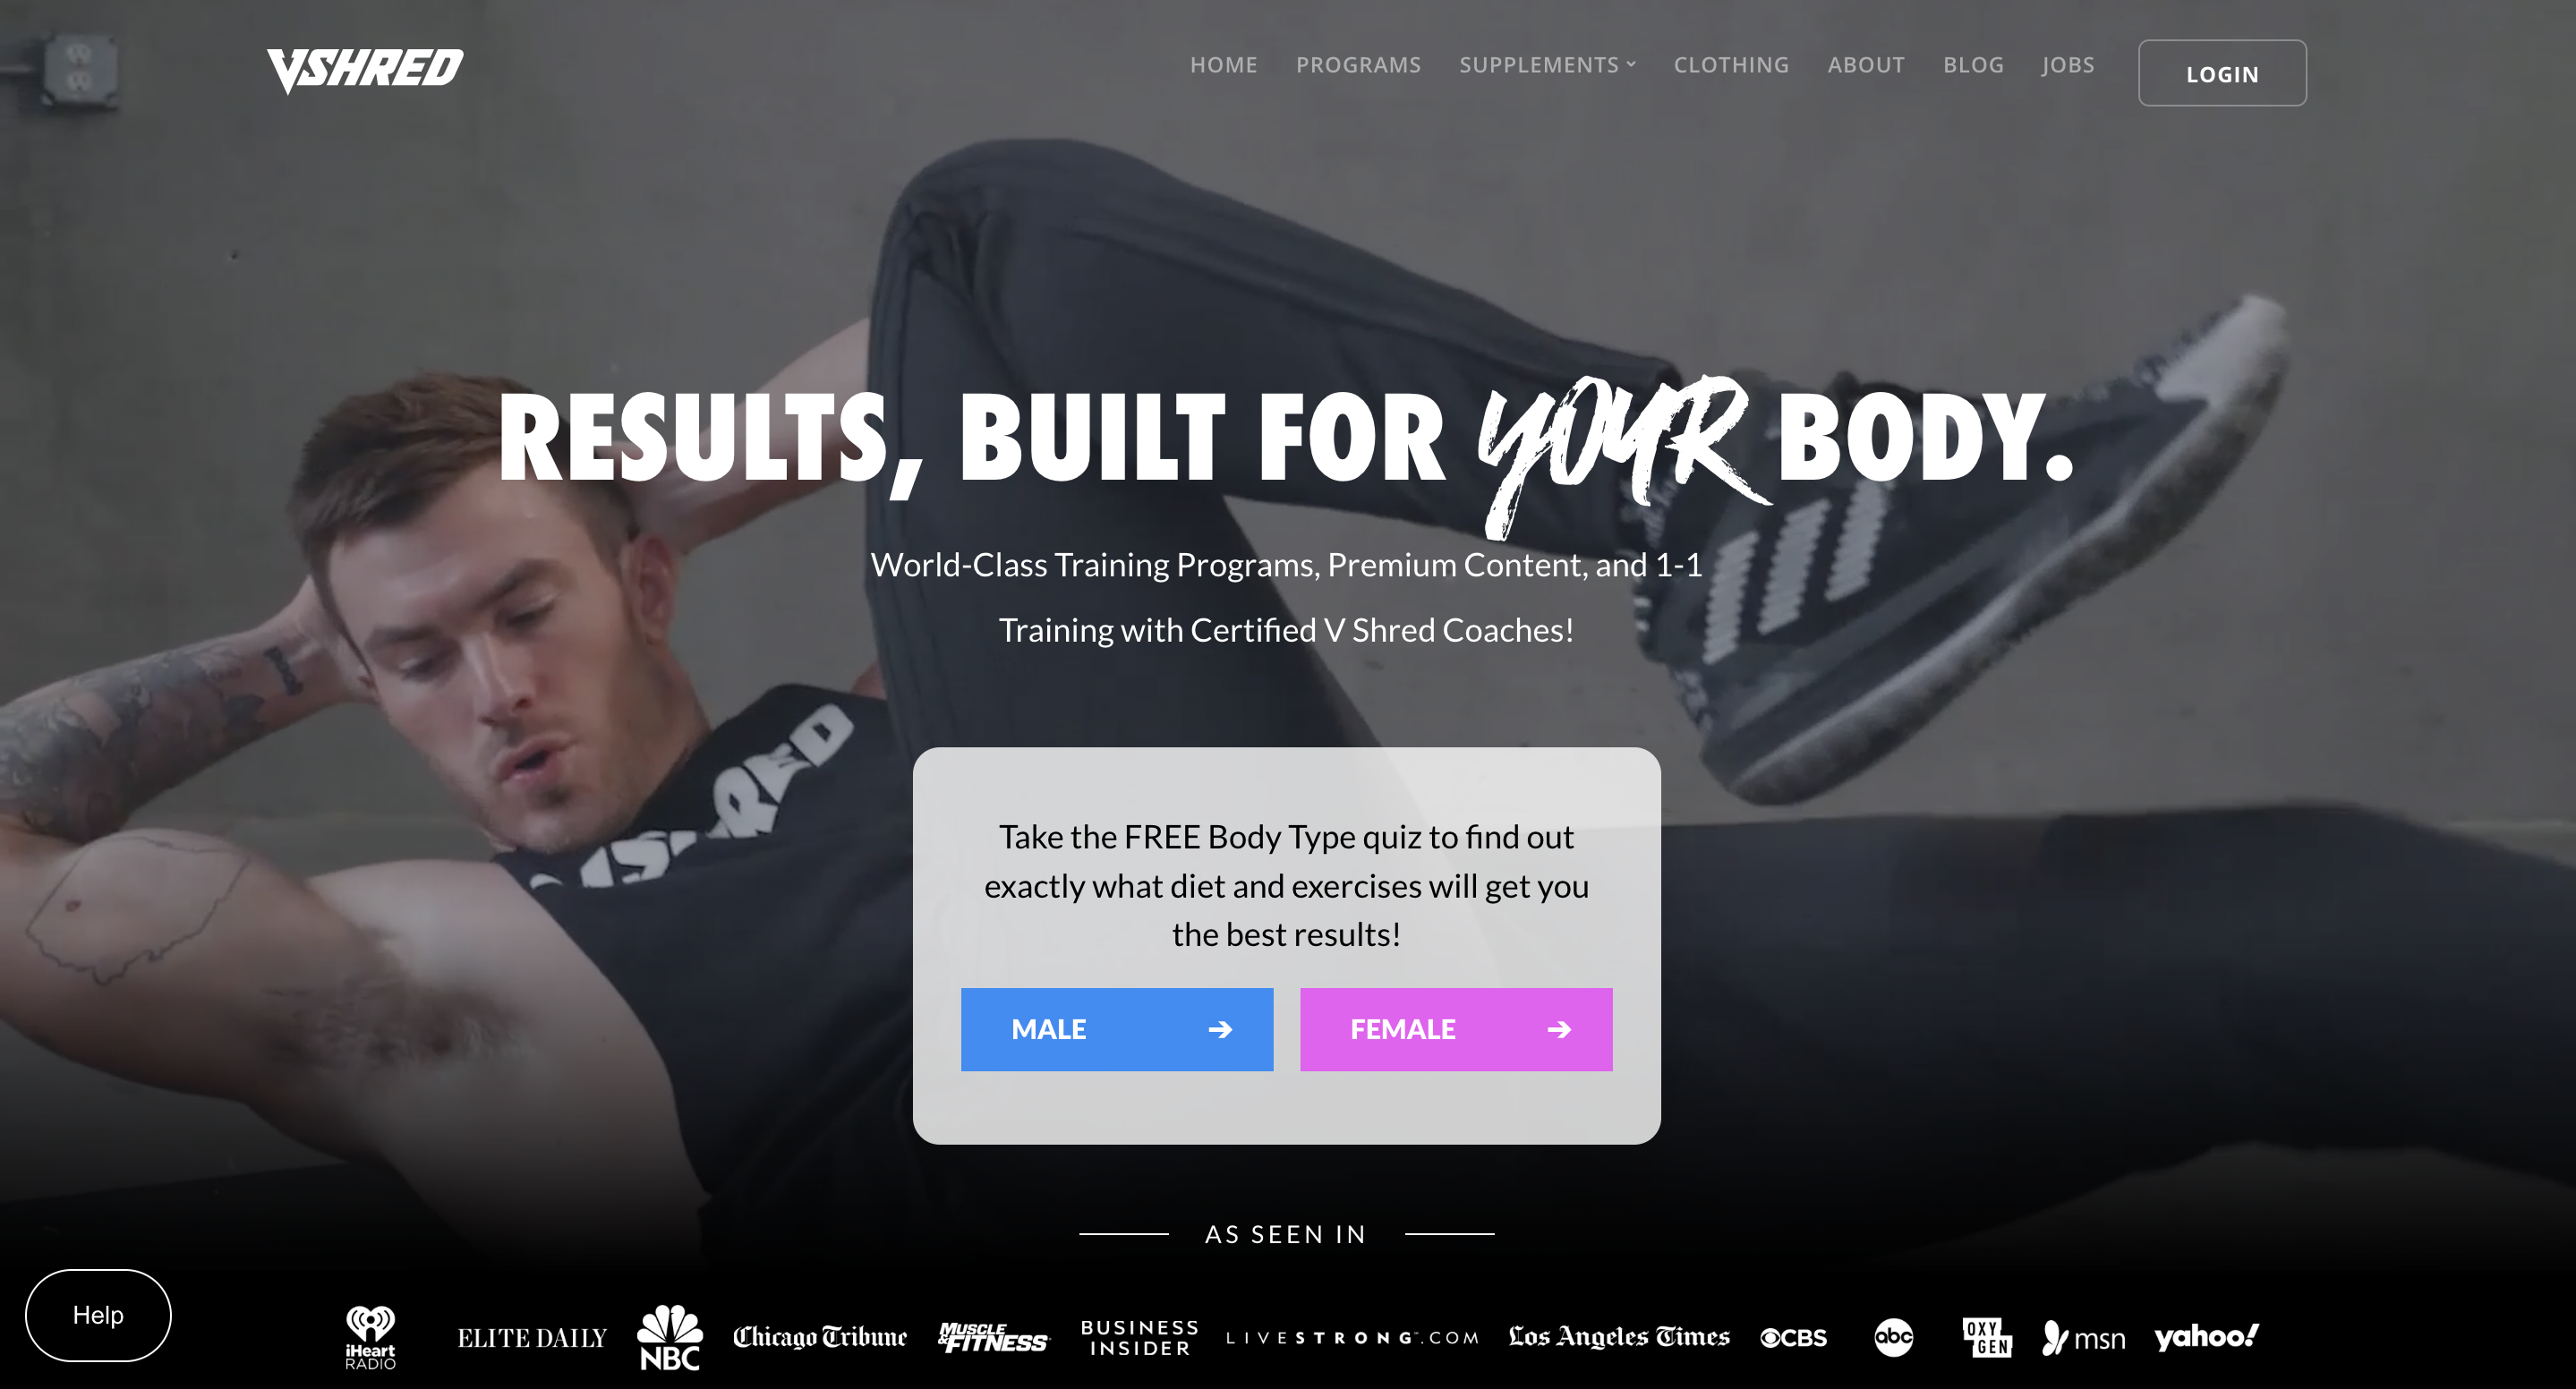 VSHRED
HOME PROGRAMS SUPPLEMENTS CLOTHING ABOUT BLOG JOBS LOGIN
RESULTS, BUILT FOR YOUR BODY.
World-Class Training Programs, Premium Content, and 1-1
Training with Certified V Shred Coaches!
VSHRED
Take the FREE Body Type quiz to find out
exactly what diet and exercises will get you
the best results!
MALE → FEMALE →
AS SEEN IN
Help
iHeart
RADIO
ELITE DAILY
NBC
Chicago Tribune
MUSCLE
&FITNESS
BUSINESS
INSIDER
LIVESTRONG.COM
Los Angeles Times
CBS
abc
OXY
GEN
msn
yahoo!